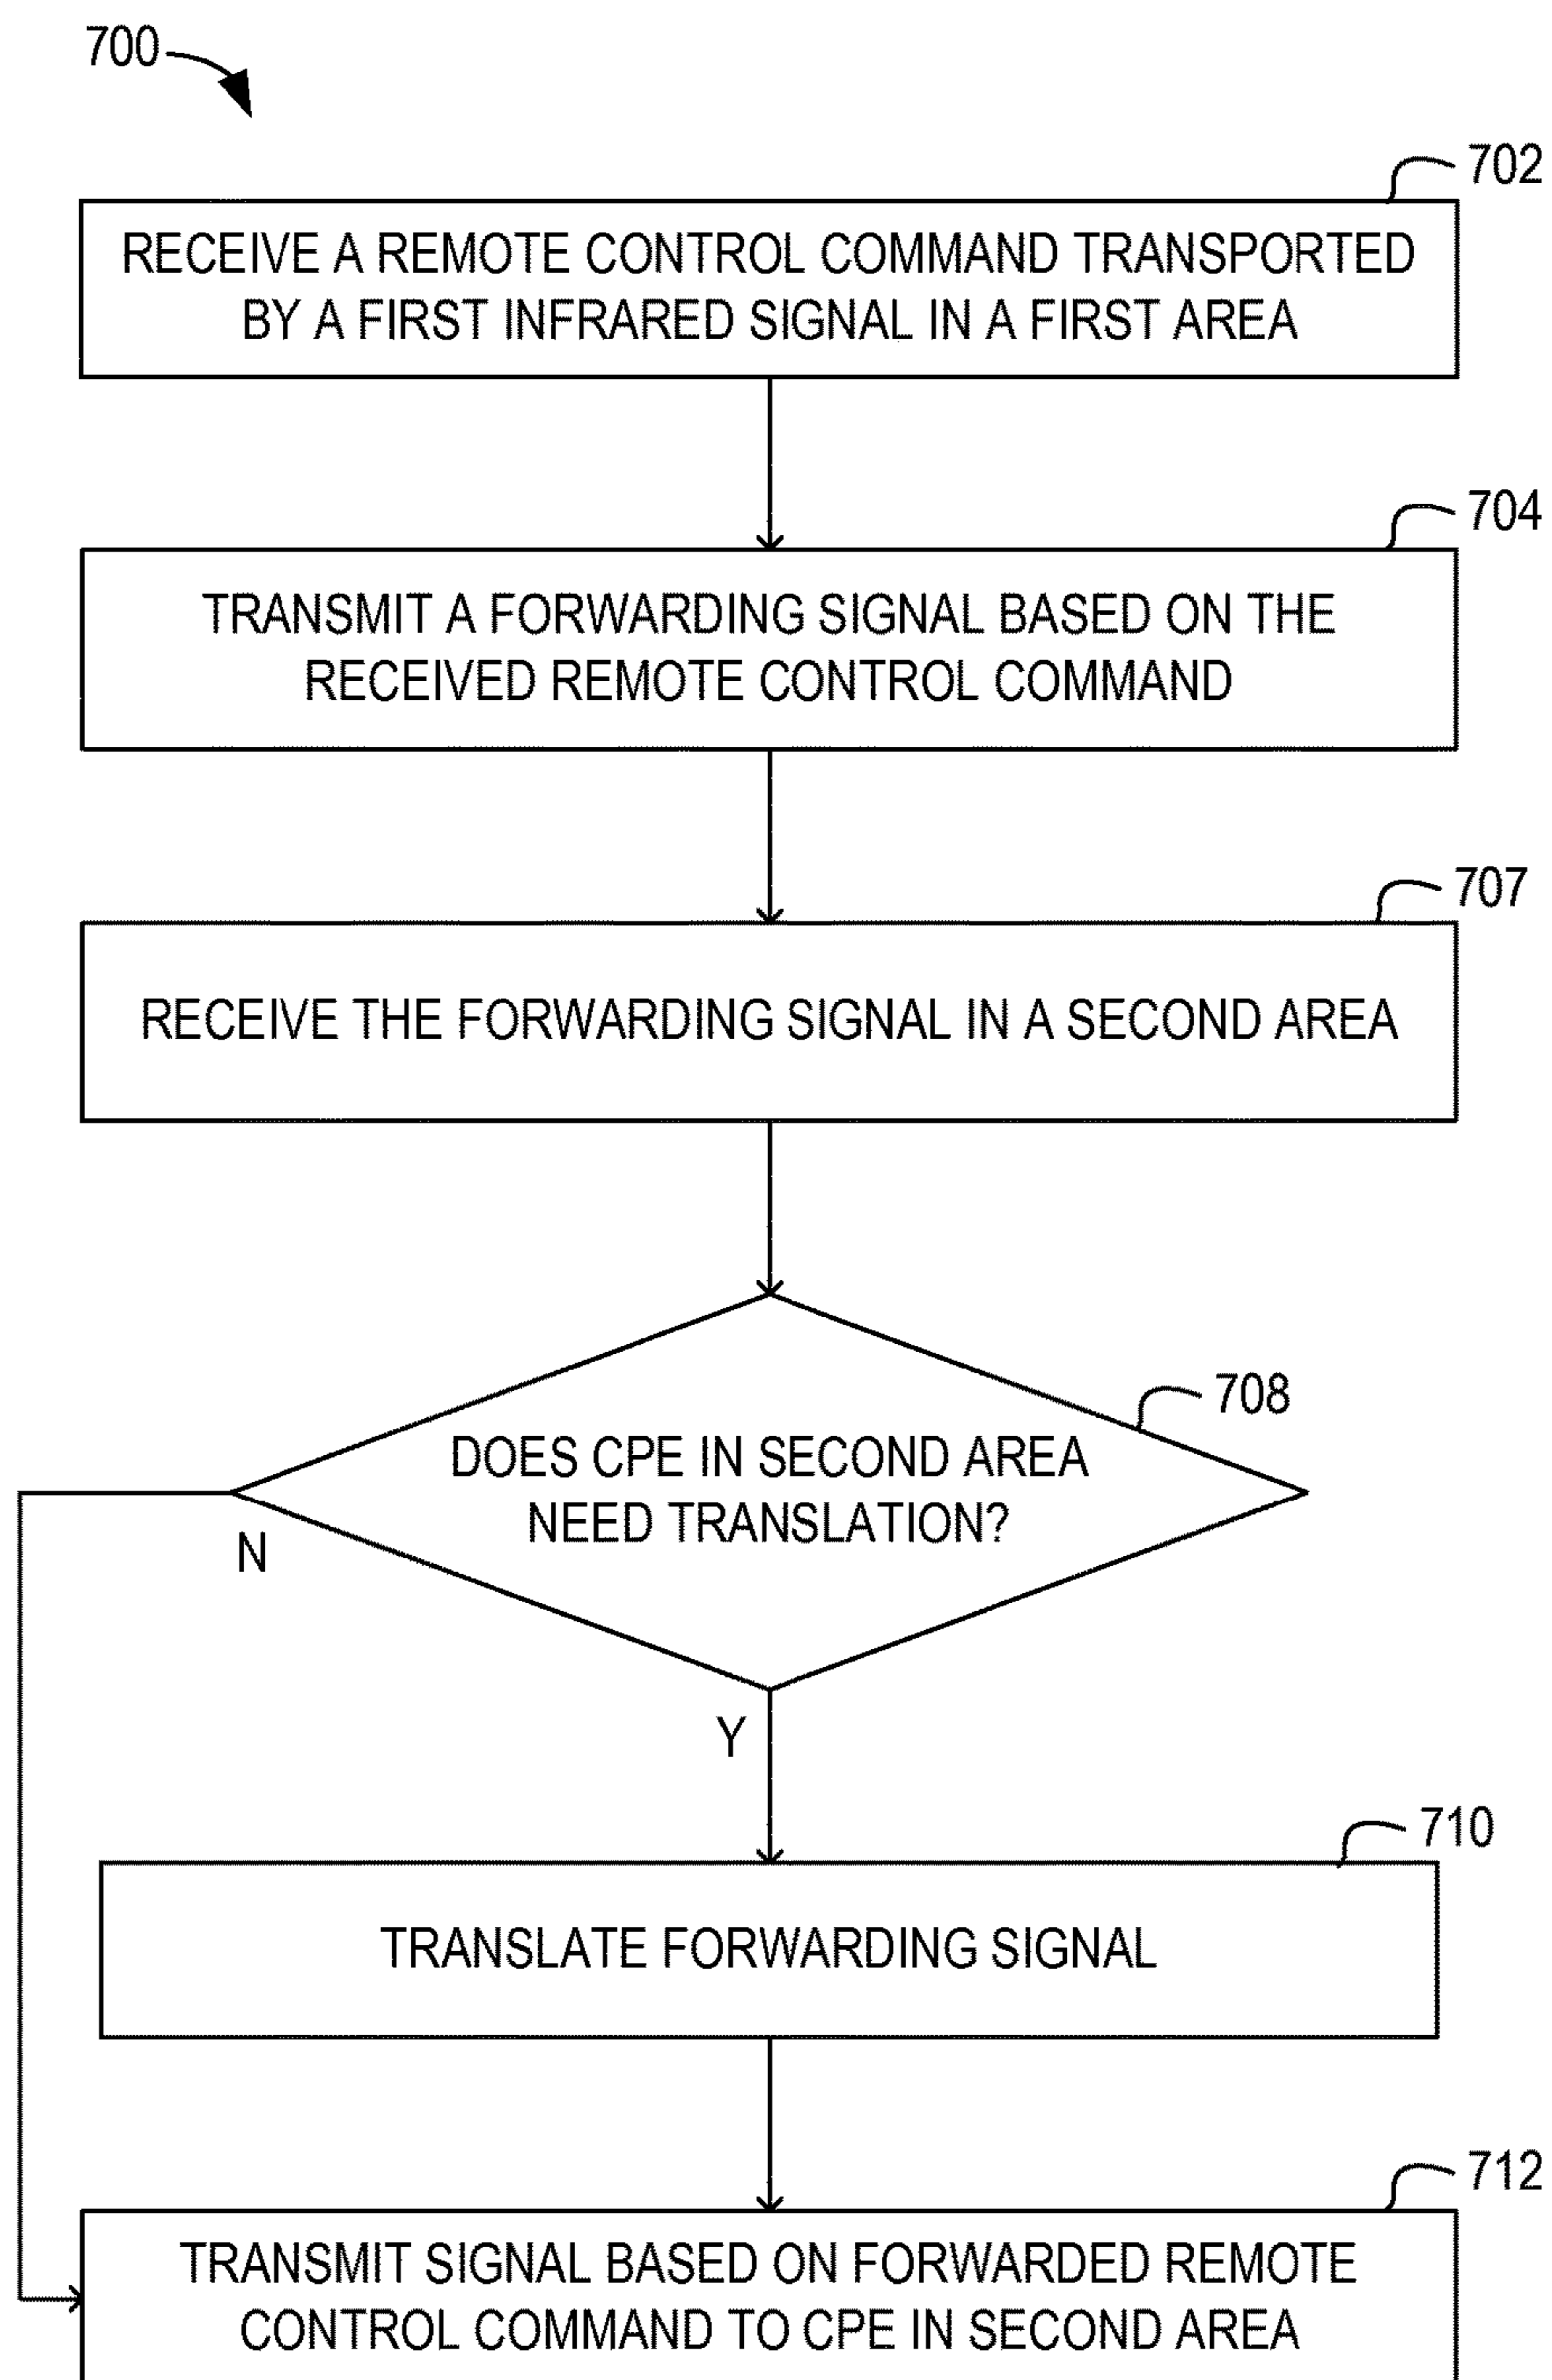 700
702
RECEIVE A REMOTE CONTROL COMMAND TRANSPORTED
BY A FIRST INFRARED SIGNAL IN A FIRST AREA
704
TRANSMIT A FORWARDING SIGNAL BASED ON THE
RECEIVED REMOTE CONTROL COMMAND
707
RECEIVE THE FORWARDING SIGNAL IN A SECOND AREA
708
DOES CPE IN SECOND AREA
NEED TRANSLATION?
N
Y
710
TRANSLATE FORWARDING SIGNAL
712
TRANSMIT SIGNAL BASED ON FORWARDED REMOTE
CONTROL COMMAND TO CPE IN SECOND AREA